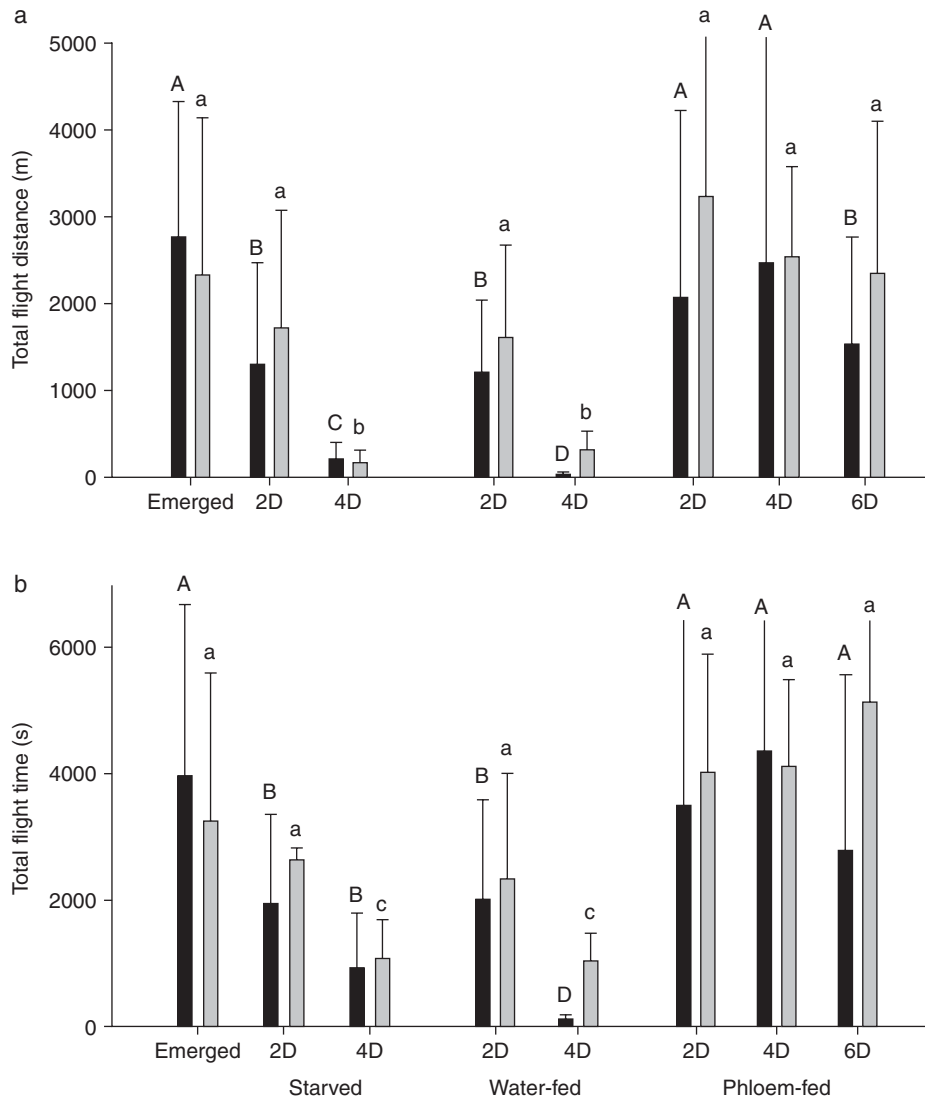 a
Total flight distance (m)
5000
4000
3000
2000
1000
0
A a B a C b B a D b A a A a B a
Emerged 2D 4D 2D 4D 2D 4D 6D
b
Total flight time (s)
6000
4000
2000
0
A a B a B c B a D c A a A a A a
Emerged 2D 4D 2D 4D 2D 4D 6D
Starved Water-fed Phloem-fed